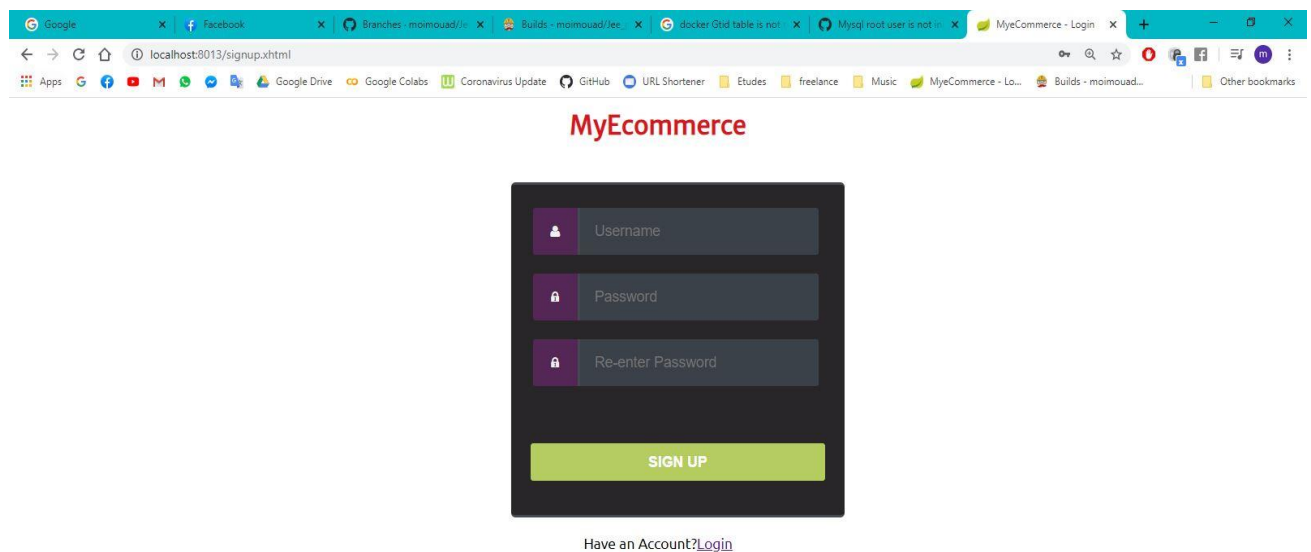 Google Facebook Branches · moimouad/Je Builds - moimouad/Jee_ docker Gtid table is not Mysql root user is not in MyeCommerce - Login
localhost:8013/signup.xhtml
Apps Google Drive Google Colabs Coronavirus Update GitHub URL Shortener Etudes freelance Music MyeCommerce - Lo... Builds - moimouad... Other bookmarks
MyEcommerce
Username
Password
Re-enter Password
SIGN UP
Have an Account?Login